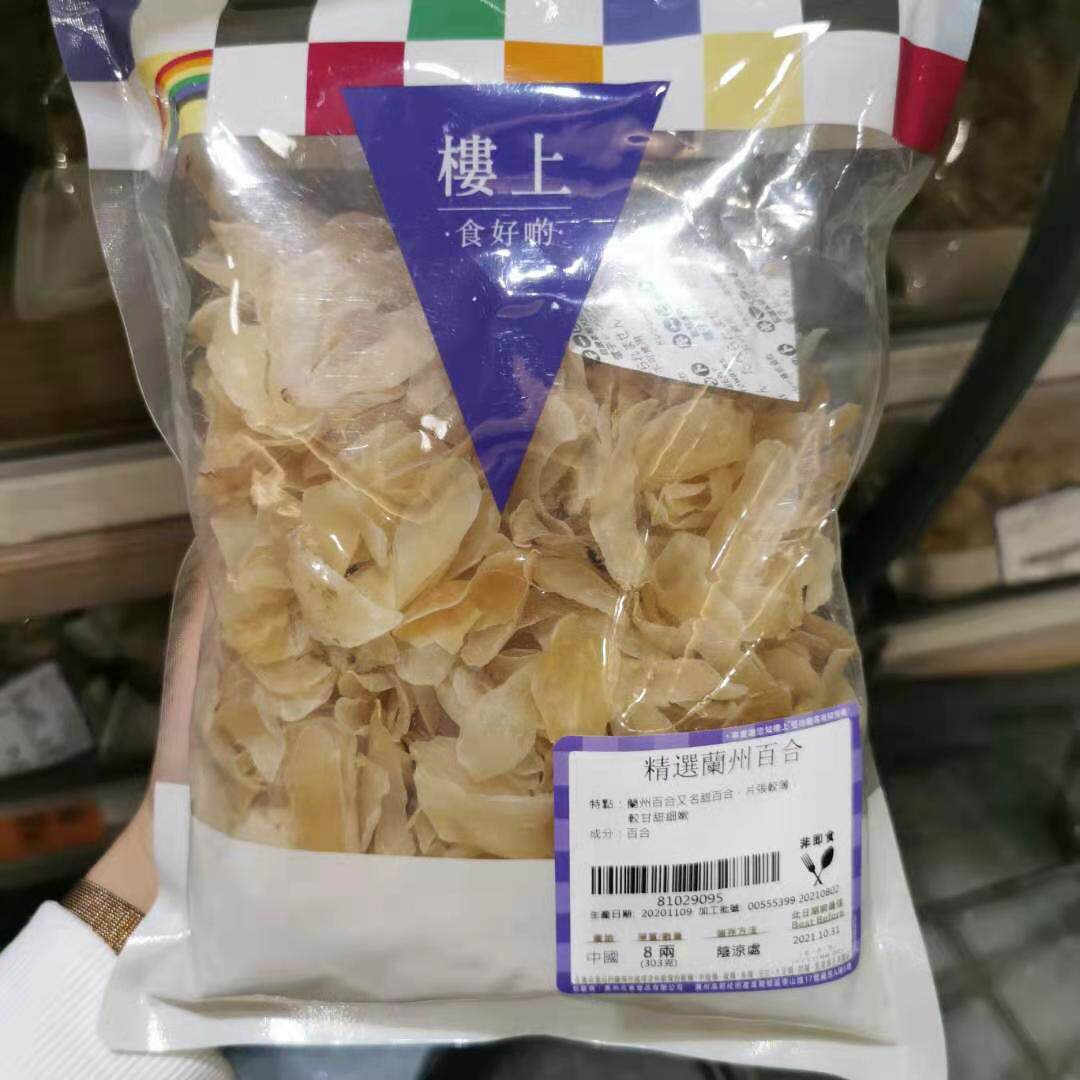 樓上
·食好啲·
精選蘭州百合
特點：蘭州百合又名甜百合，片張較薄，
較甘甜細嫩
成分：百合
非即食
81029095
生產日期: 20201109 加工批號: 00555399 20210802
此日期前最佳
Best Before
2021.10.31
產地 淨重/數量 儲存方法
中國 8 兩 陰涼處
(303克)